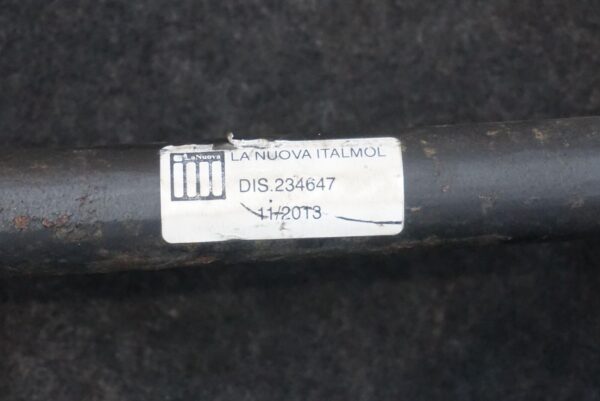 LaNuova
LA NUOVA ITALMOL
DIS.234647
11/2013